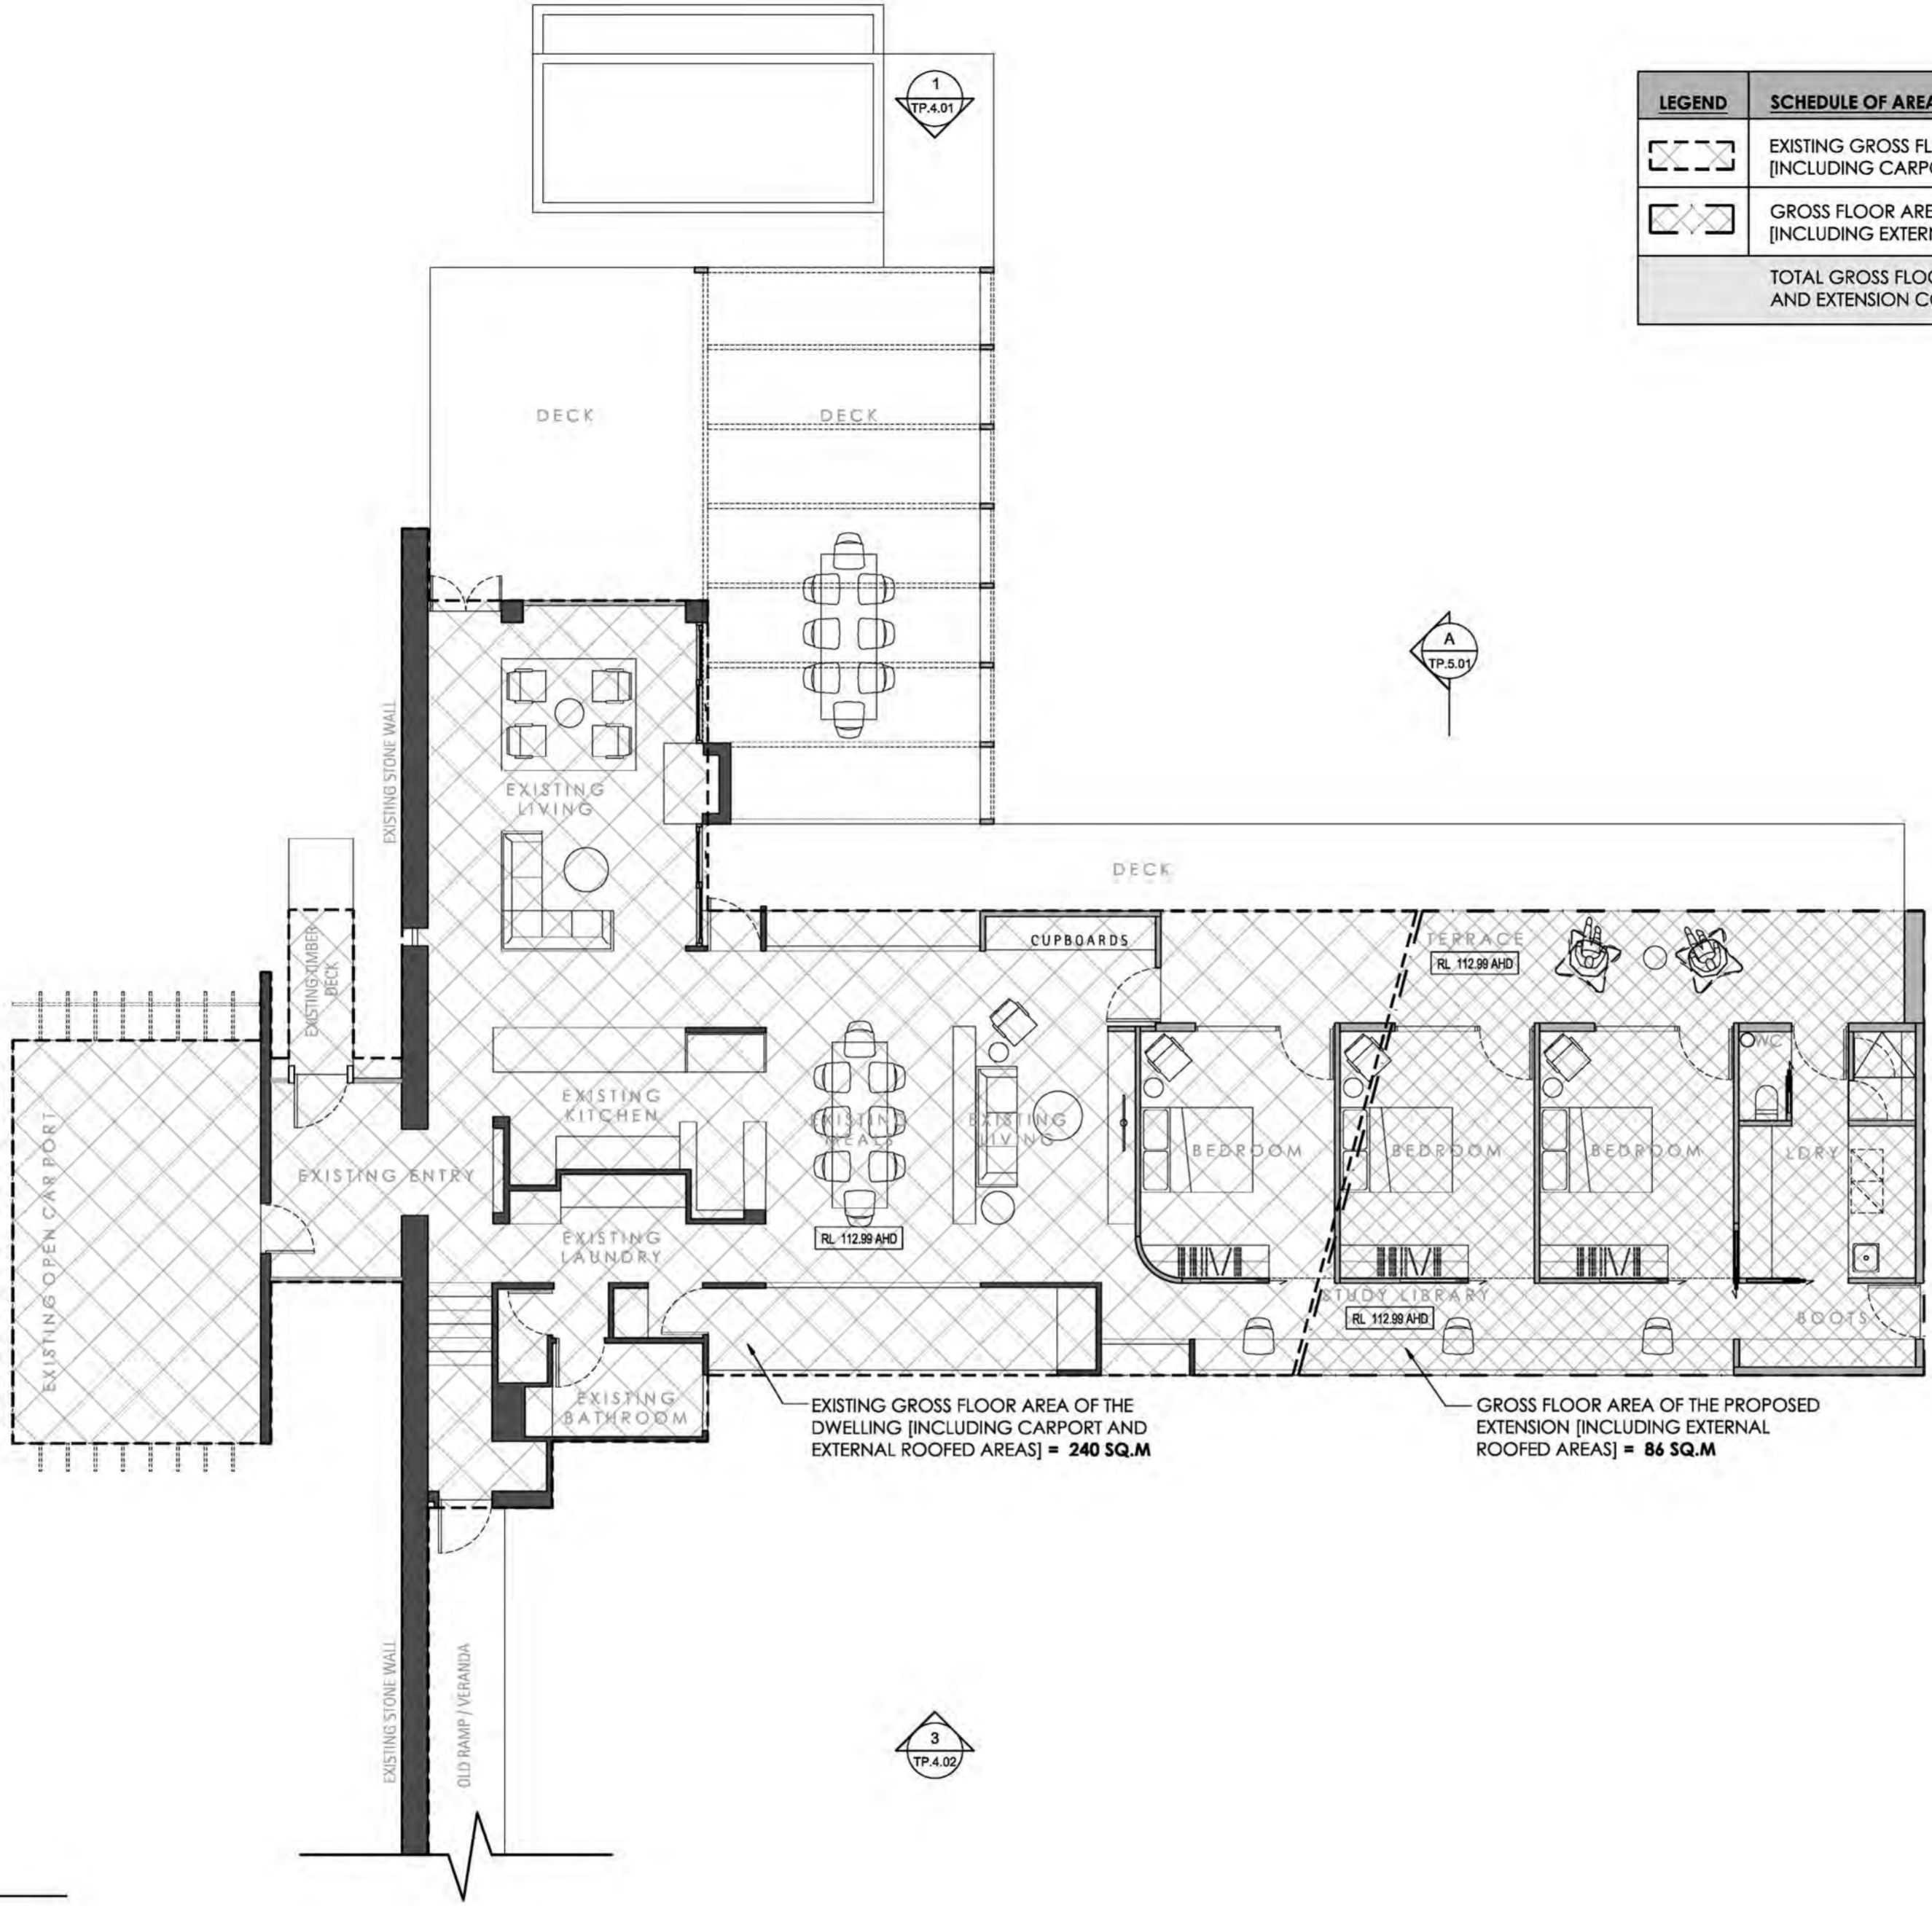 1
TP.4.01
LEGEND
SCHEDULE OF AREA
EXISTING GROSS FL
[INCLUDING CARPO
GROSS FLOOR ARE
[INCLUDING EXTER
TOTAL GROSS FLOO
AND EXTENSION CO
DECK
DECK
A
TP.5.01
EXISTING STONE WALL
EXISTING
LIVING
DECK
EXISTING TIMBER
DECK
CUPBOARDS
TERRACE
RL 112.99 AHD
EXISTING OPEN CARPORT
EXISTING ENTRY
EXISTING
KITCHEN
EXISTING
MEALS
EXISTING
LIVING
BEDROOM
BEDROOM
BEDROOM
WC
LDRY
EXISTING
LAUNDRY
RL 112.99 AHD
STUDY LIBRARY
RL 112.99 AHD
BOOTS
EXISTING
BATHROOM
EXISTING GROSS FLOOR AREA OF THE
DWELLING [INCLUDING CARPORT AND
EXTERNAL ROOFED AREAS] = 240 SQ.M
GROSS FLOOR AREA OF THE PROPOSED
EXTENSION [INCLUDING EXTERNAL
ROOFED AREAS] = 86 SQ.M
EXISTING STONE WALL
OLD RAMP / VERANDA
3
TP.4.02